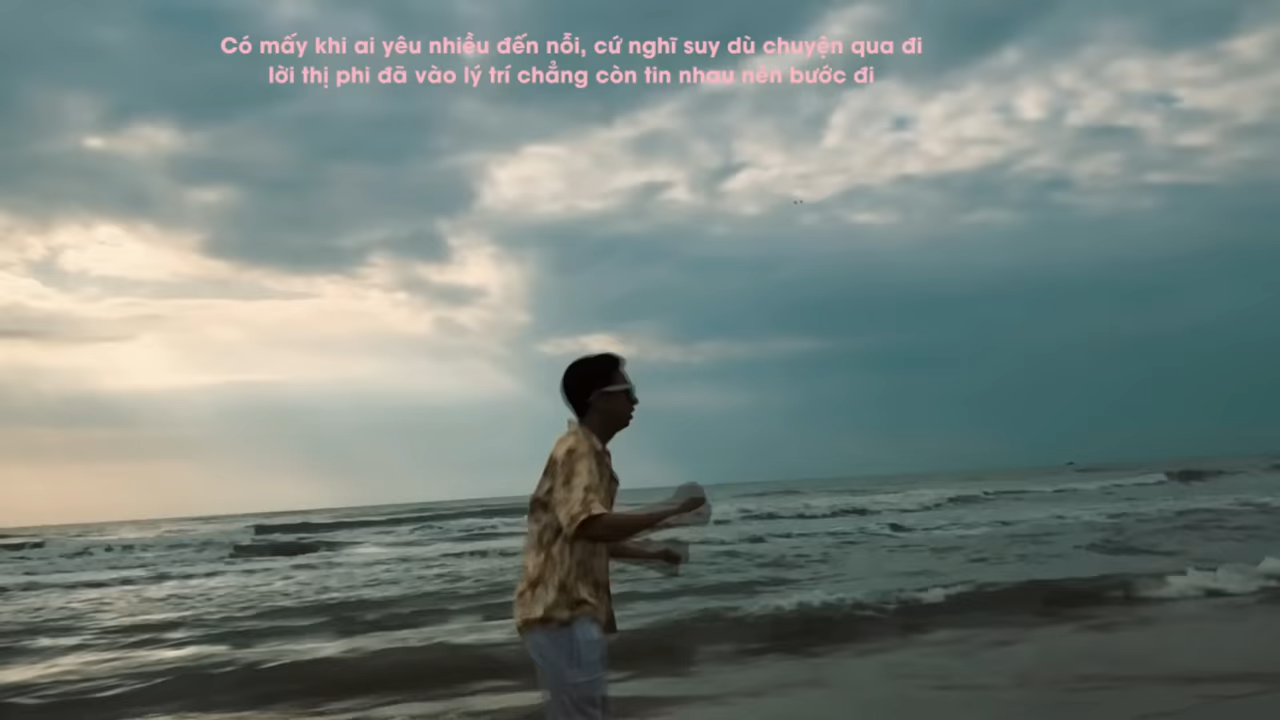 Có mấy khi ai yêu nhiều đến nỗi, cứ nghĩ suy dù chuyện qua đi
lời thị phi đã vào lý trí chẳng còn tin nhau nên bước đi